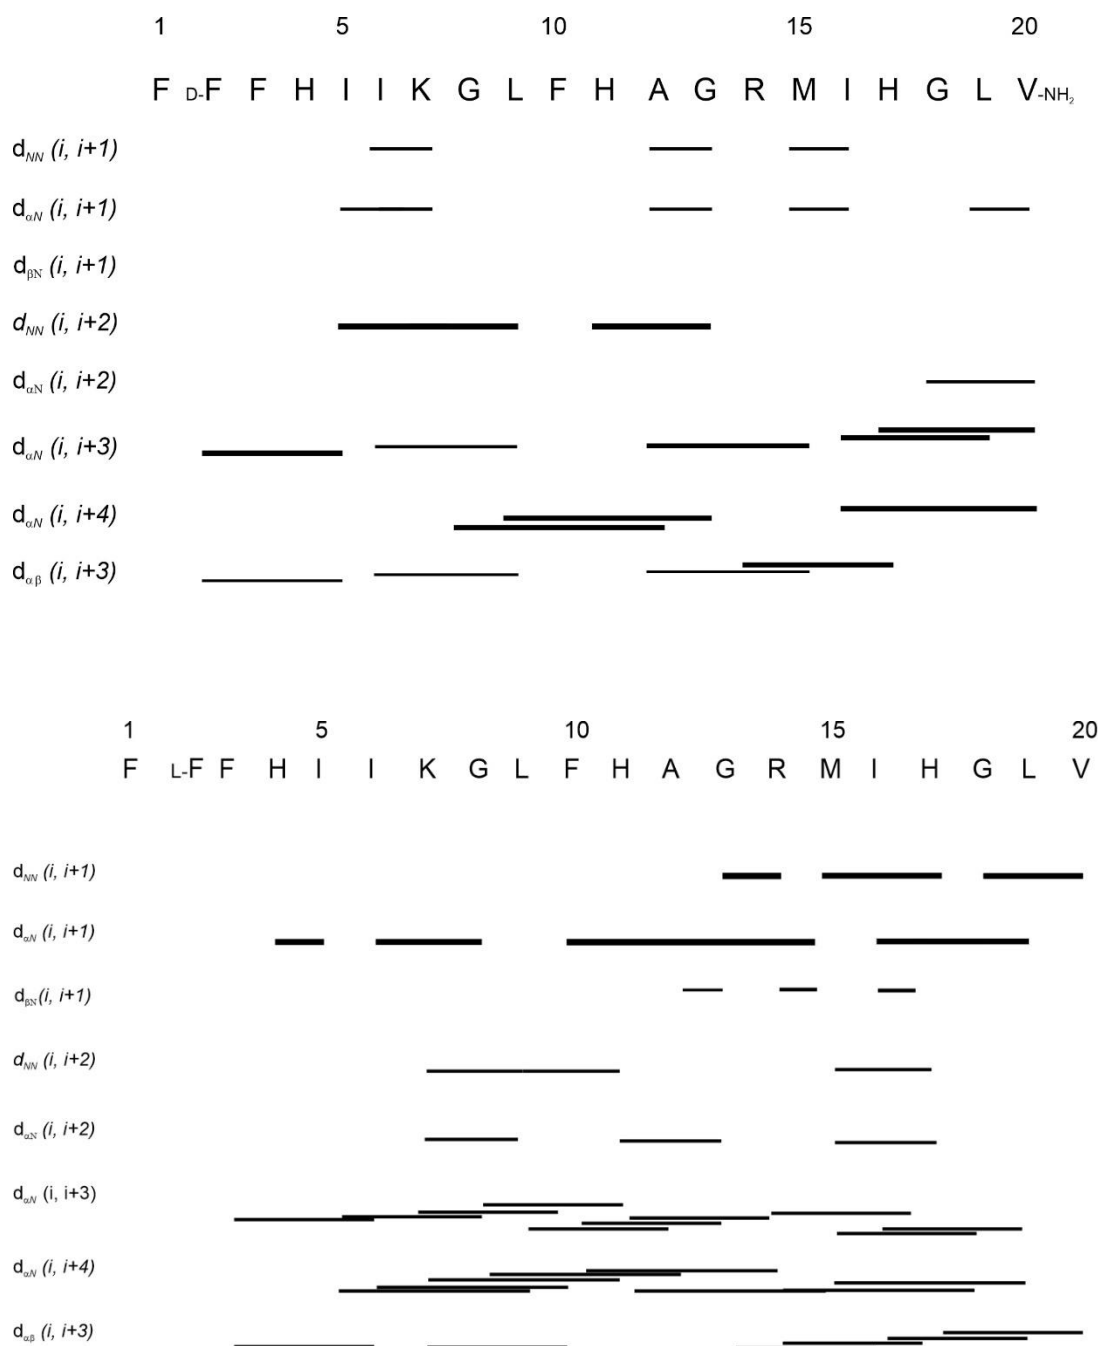 1 5 10 15 20
F D-F F H I I K G L F H A G R M I H G L V-NH₂
dNN (i, i+1)
dαN (i, i+1)
dβN (i, i+1)
dNN (i, i+2)
dαN (i, i+2)
dαN (i, i+3)
dαN (i, i+4)
dαβ (i, i+3)
1 5 10 15 20
F L-F F H I I K G L F H A G R M I H G L V
dNN (i, i+1)
dαN (i, i+1)
dβN(i, i+1)
dNN (i, i+2)
dαN (i, i+2)
dαN (i, i+3)
dαN (i, i+4)
dαβ (i, i+3)